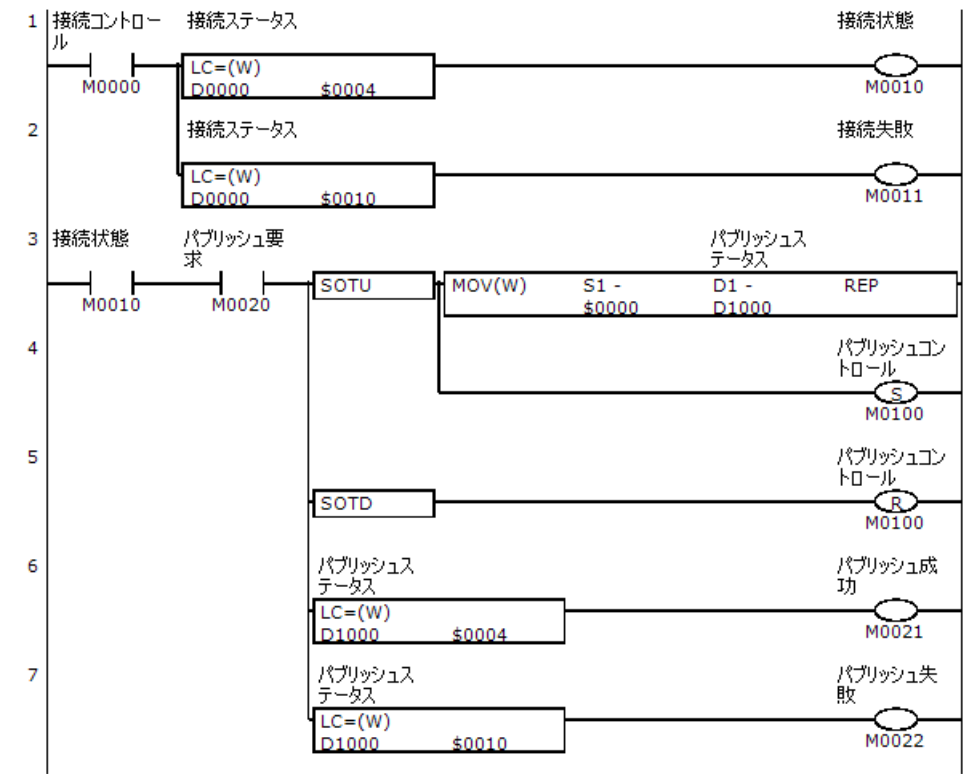 1 接続コントロー 接続ステータス 接続状態
ル
LC=(W)
M0000 D0000 $0004 M0010
2 接続ステータス 接続失敗
LC=(W)
D0000 $0010 M0011
3 接続状態 パブリッシュ要 パブリッシュス
求 テータス
SOTU MOV(W) S1 - D1 - REP
M0010 M0020 $0000 D1000
4 パブリッシュコン
トロール
S
M0100
5 パブリッシュコン
トロール
SOTD R
M0100
6 パブリッシュス パブリッシュ成
テータス 功
LC=(W)
D1000 $0004 M0021
7 パブリッシュス パブリッシュ失
テータス 敗
LC=(W)
D1000 $0010 M0022